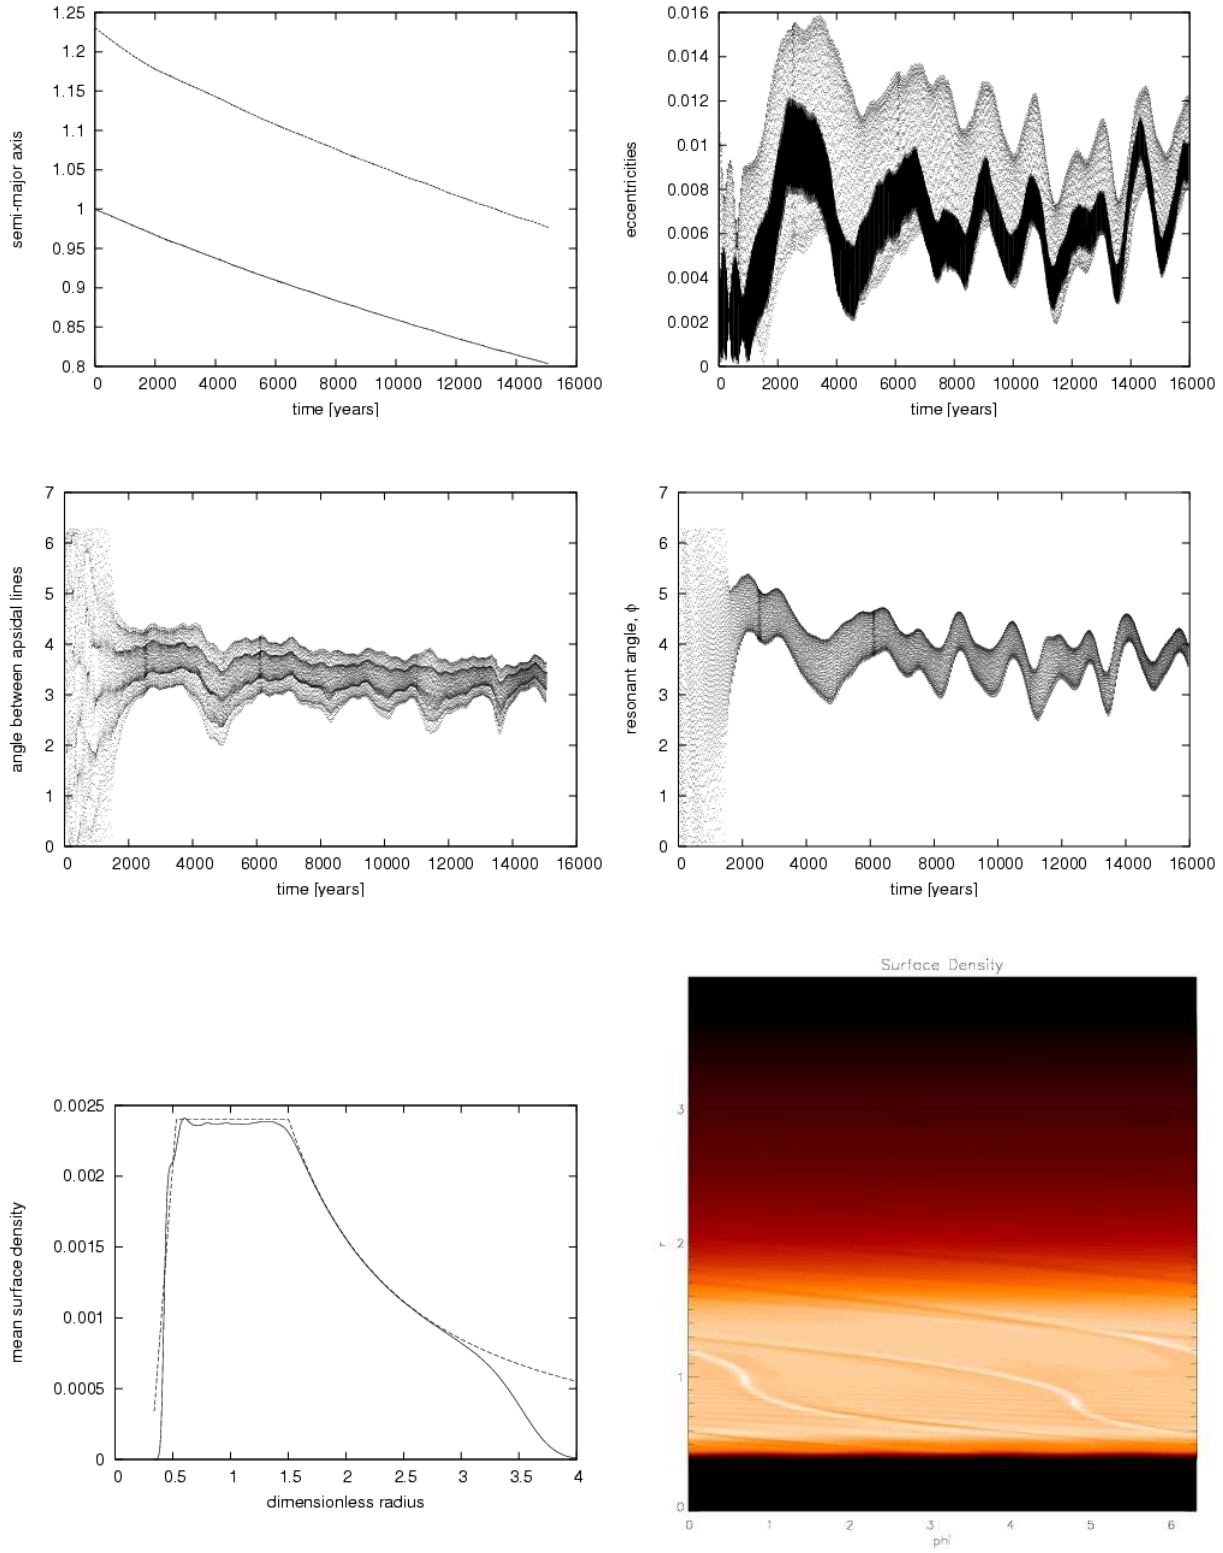 1.25
1.2
1.15
1.1
1.05
1
0.95
0.9
0.85
0.8
semi-major axis
0 2000 4000 6000 8000 10000 12000 14000 16000
time [years]
0.016
0.014
0.012
0.01
0.008
0.006
0.004
0.002
0
eccentricities
0 2000 4000 6000 8000 10000 12000 14000 16000
time [years]
7
6
5
4
3
2
1
0
angle between apsidal lines
0 2000 4000 6000 8000 10000 12000 14000 16000
time [years]
7
6
5
4
3
2
1
0
resonant angle, ϕ
0 2000 4000 6000 8000 10000 12000 14000 16000
time [years]
0.0025
0.002
0.0015
0.001
0.0005
0
mean surface density
0 0.5 1 1.5 2 2.5 3 3.5 4
dimensionless radius
Surface Density
3
2
1
0
r
0 1 2 3 4 5 6
phi